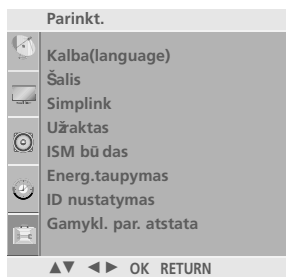 Parinkt.
Kalba(language)
Šalis
Simplink
Užraktas
ISM būdas
Energ.taupymas
ID nustatymas
Gamykl. par. atstata
▲▼ ◄► OK RETURN